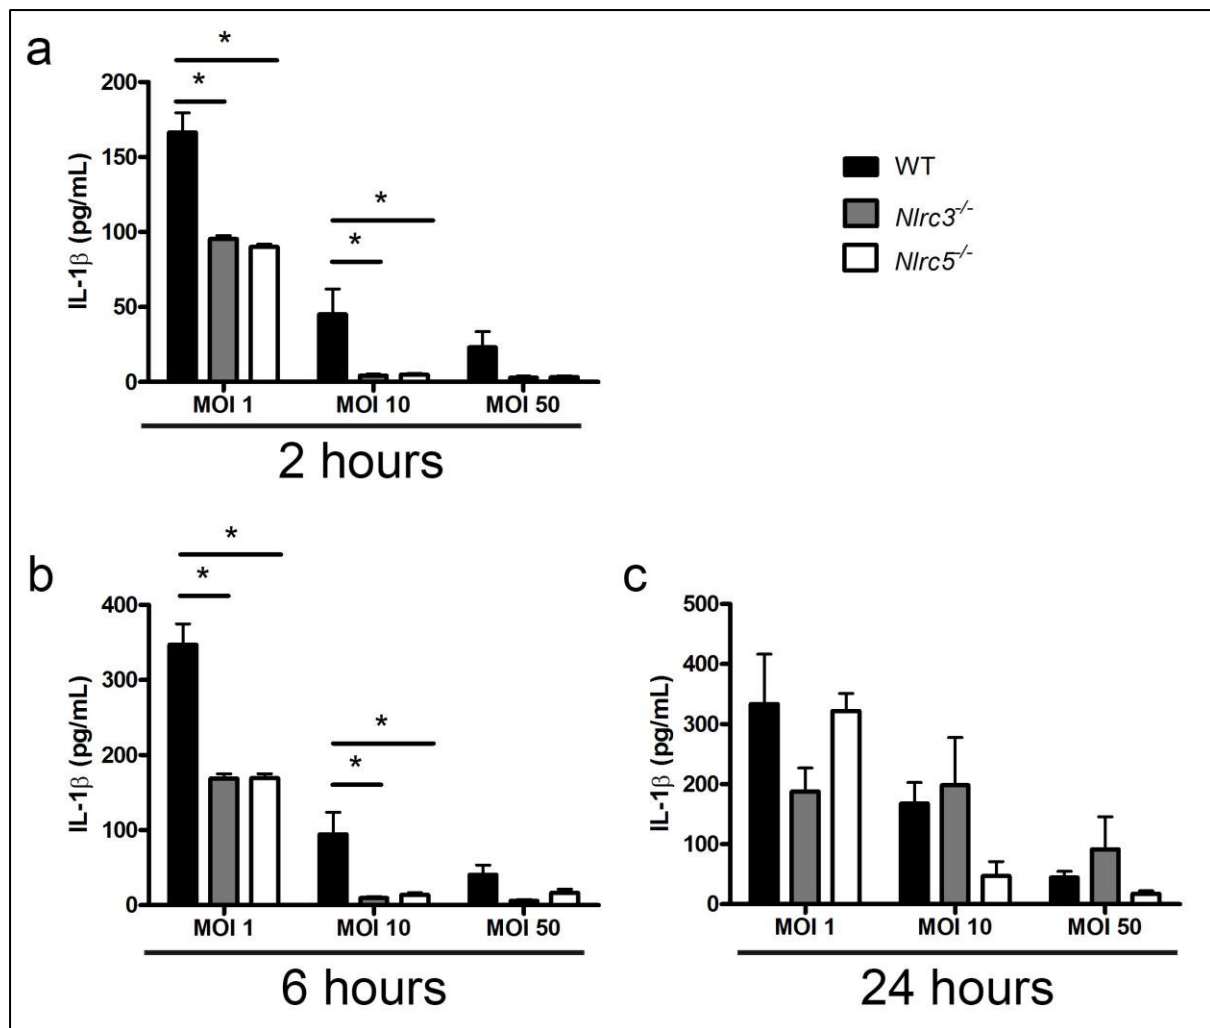 a
*
*
200
150
100
50
0
IL-1β (pg/mL)
*
*
MOI 1 MOI 10 MOI 50
2 hours
WT
Nlrc3-/-
Nlrc5-/-
b
*
*
400
300
200
100
0
IL-1β (pg/mL)
*
*
MOI 1 MOI 10 MOI 50
6 hours
c
500
400
300
200
100
0
IL-1β (pg/mL)
MOI 1 MOI 10 MOI 50
24 hours